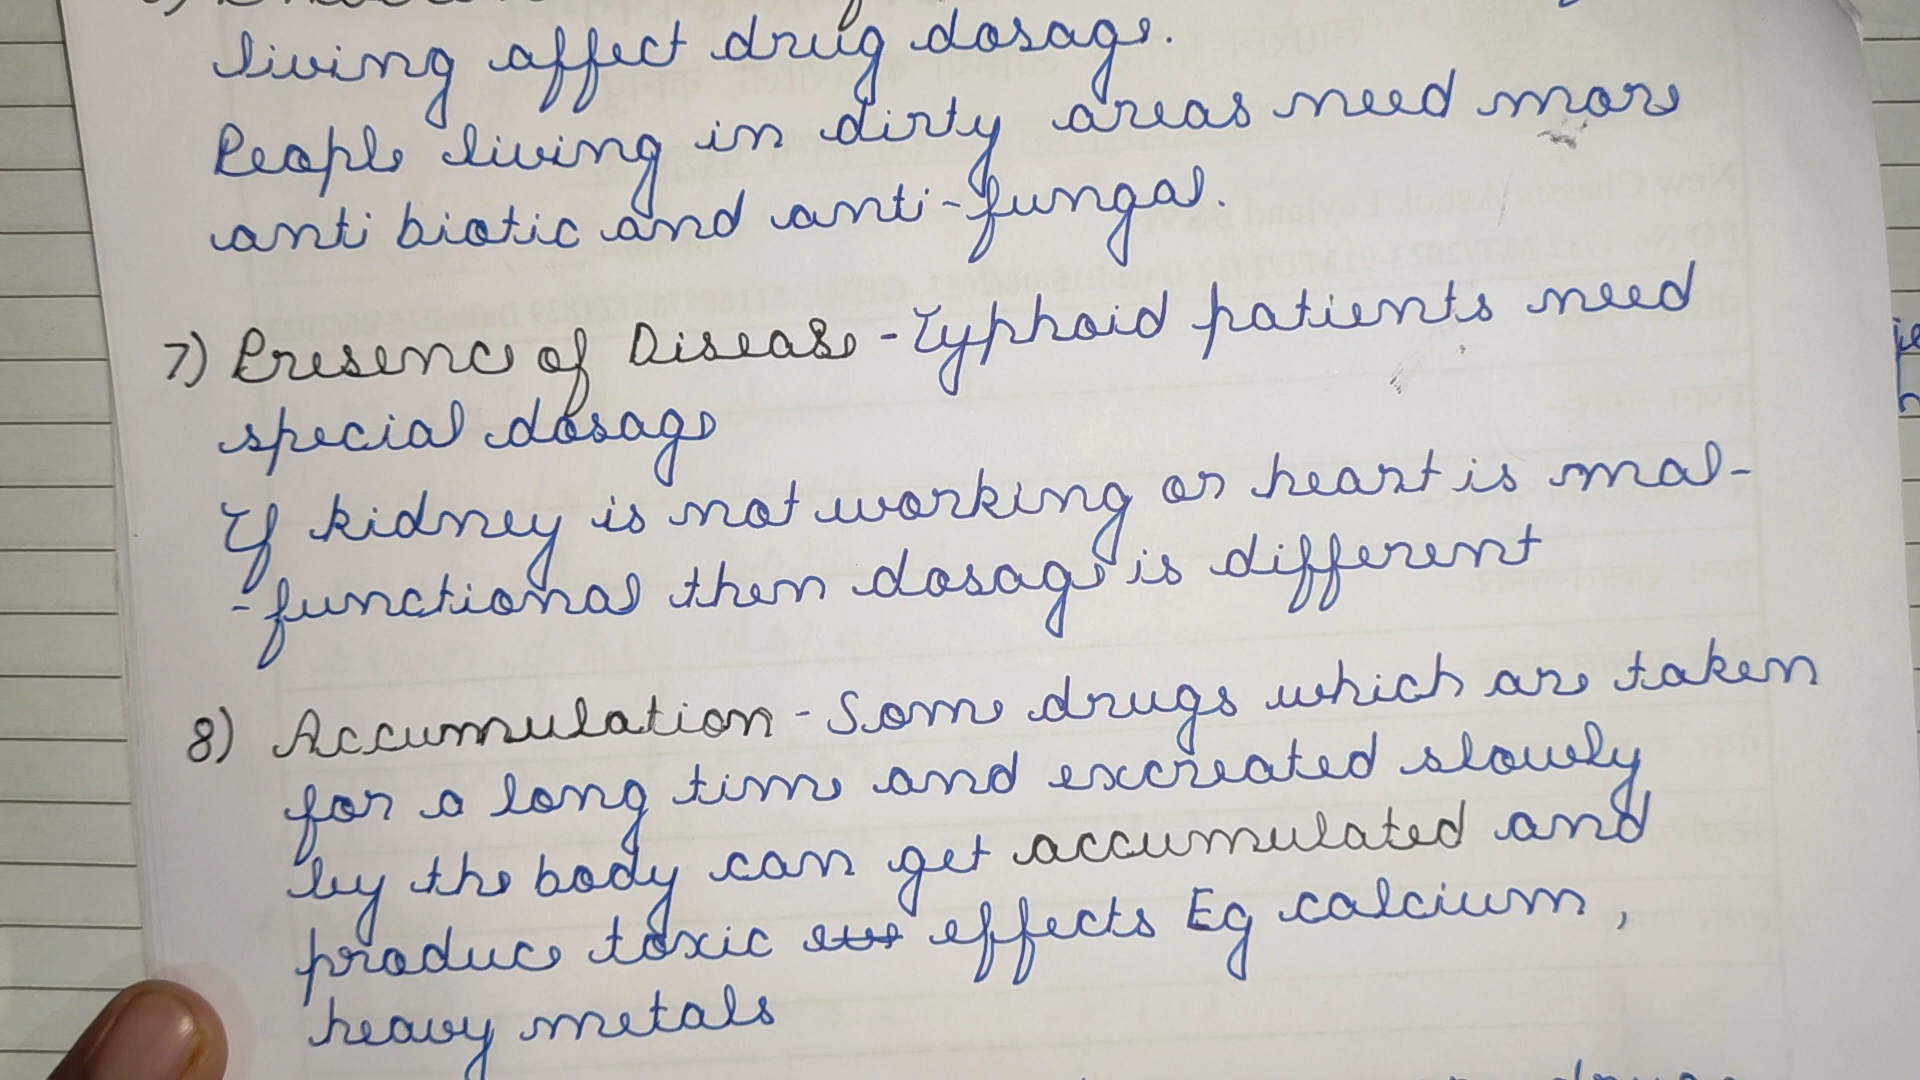 living affect drug dosage.
People living in dirty areas need more
anti biotic and anti-fungal.
7) Presence of Disease - Typhoid patients need
special dosage
If kidney is not working or heart is mal-
-functional then dosage is different
8) Accumulation - Some drugs which are taken
for a long time and excreated slowly
by the body can get accumulated and
produce toxic effects Eg calcium,
heavy metals